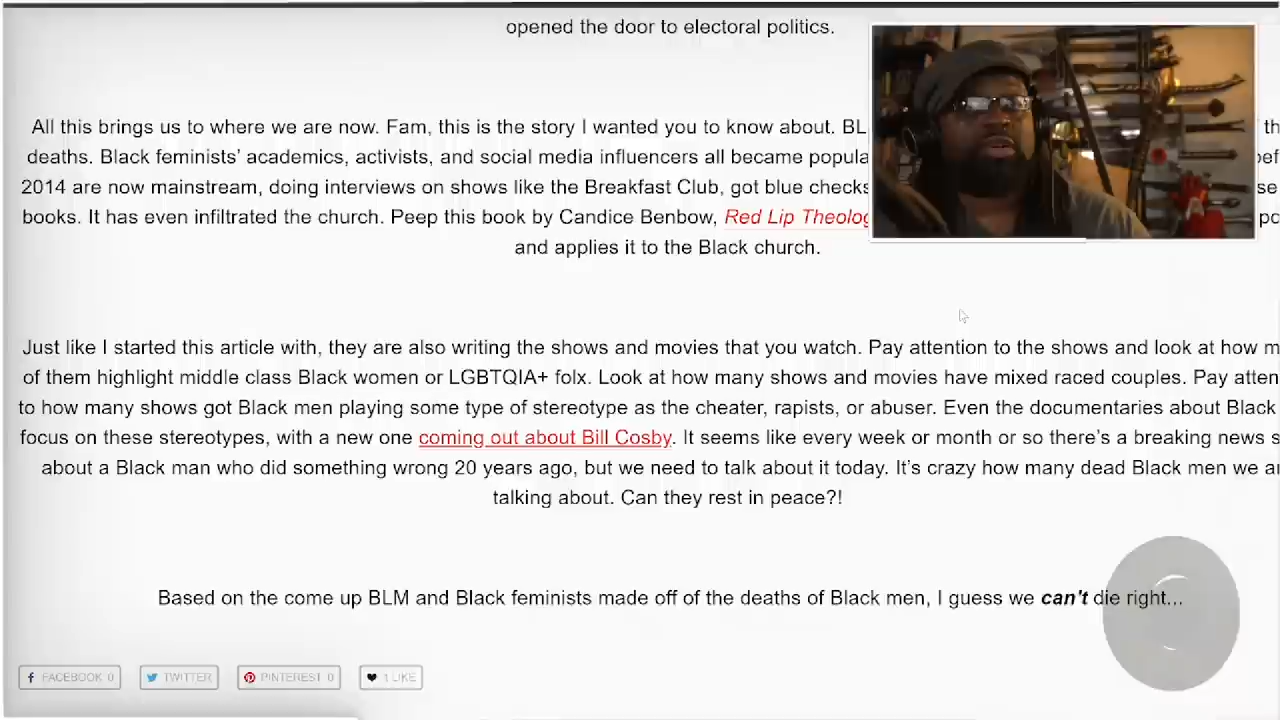 opened the door to electoral politics.
All this brings us to where we are now. Fam, this is the story I wanted you to know about. BL
deaths. Black feminists’ academics, activists, and social media influencers all became popula
2014 are now mainstream, doing interviews on shows like the Breakfast Club, got blue checks
books. It has even infiltrated the church. Peep this book by Candice Benbow, Red Lip Theolog
and applies it to the Black church.
Just like I started this article with, they are also writing the shows and movies that you watch. Pay attention to the shows and look at how m
of them highlight middle class Black women or LGBTQIA+ folx. Look at how many shows and movies have mixed raced couples. Pay atten
to how many shows got Black men playing some type of stereotype as the cheater, rapists, or abuser. Even the documentaries about Black
focus on these stereotypes, with a new one coming out about Bill Cosby. It seems like every week or month or so there’s a breaking news s
about a Black man who did something wrong 20 years ago, but we need to talk about it today. It’s crazy how many dead Black men we a
talking about. Can they rest in peace?!
Based on the come up BLM and Black feminists made off of the deaths of Black men, I guess we can't die right...
FACEBOOK 0 TWITTER PINTEREST 0 1 LIKE